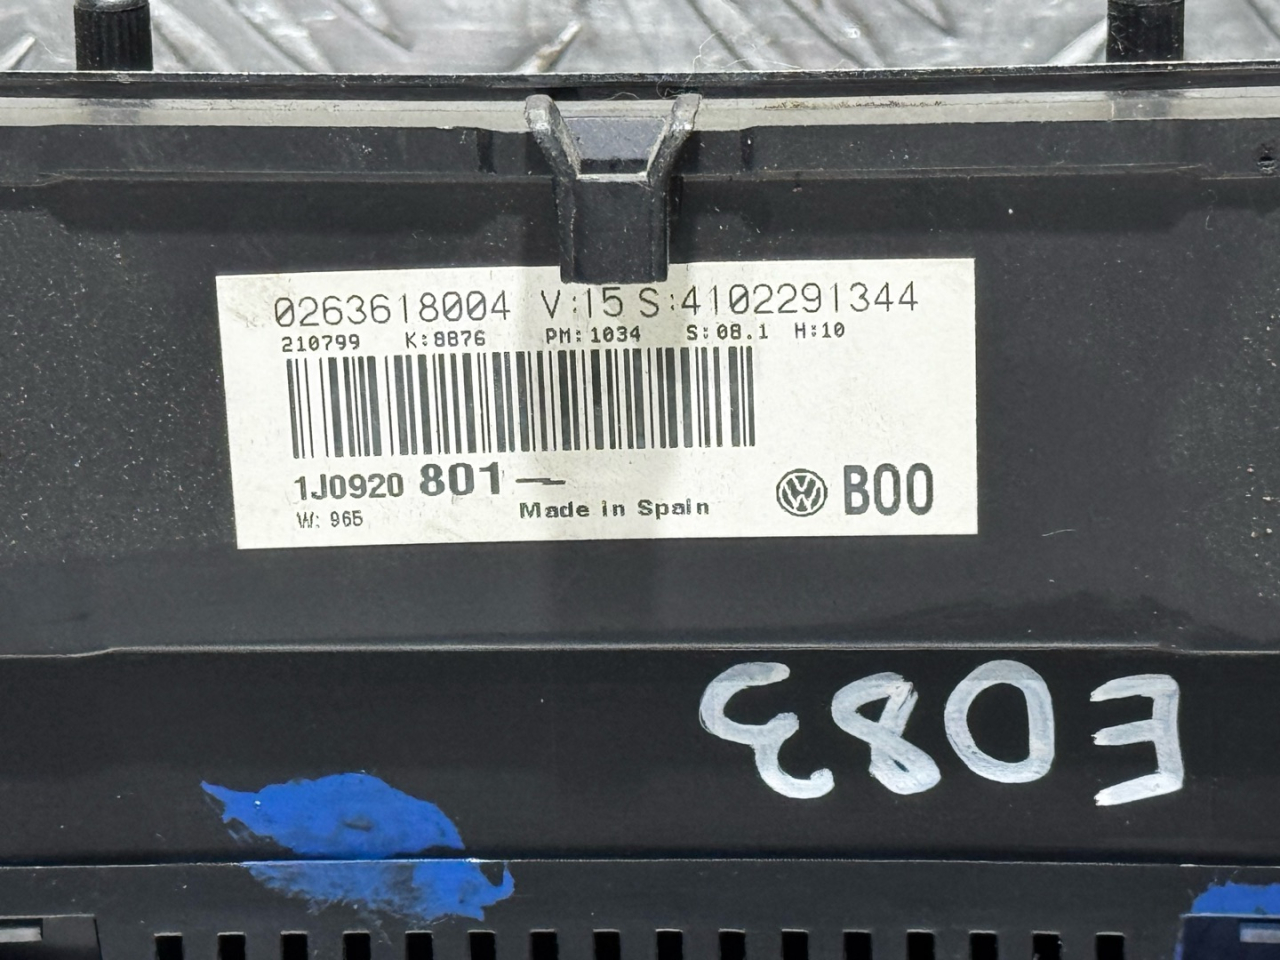 0263618004 V:15 S:4102291344
210799 K:8876 PM:1034 S:08.1 H:10
1J0920 801
W: 965
Made in Spain
B00
E083